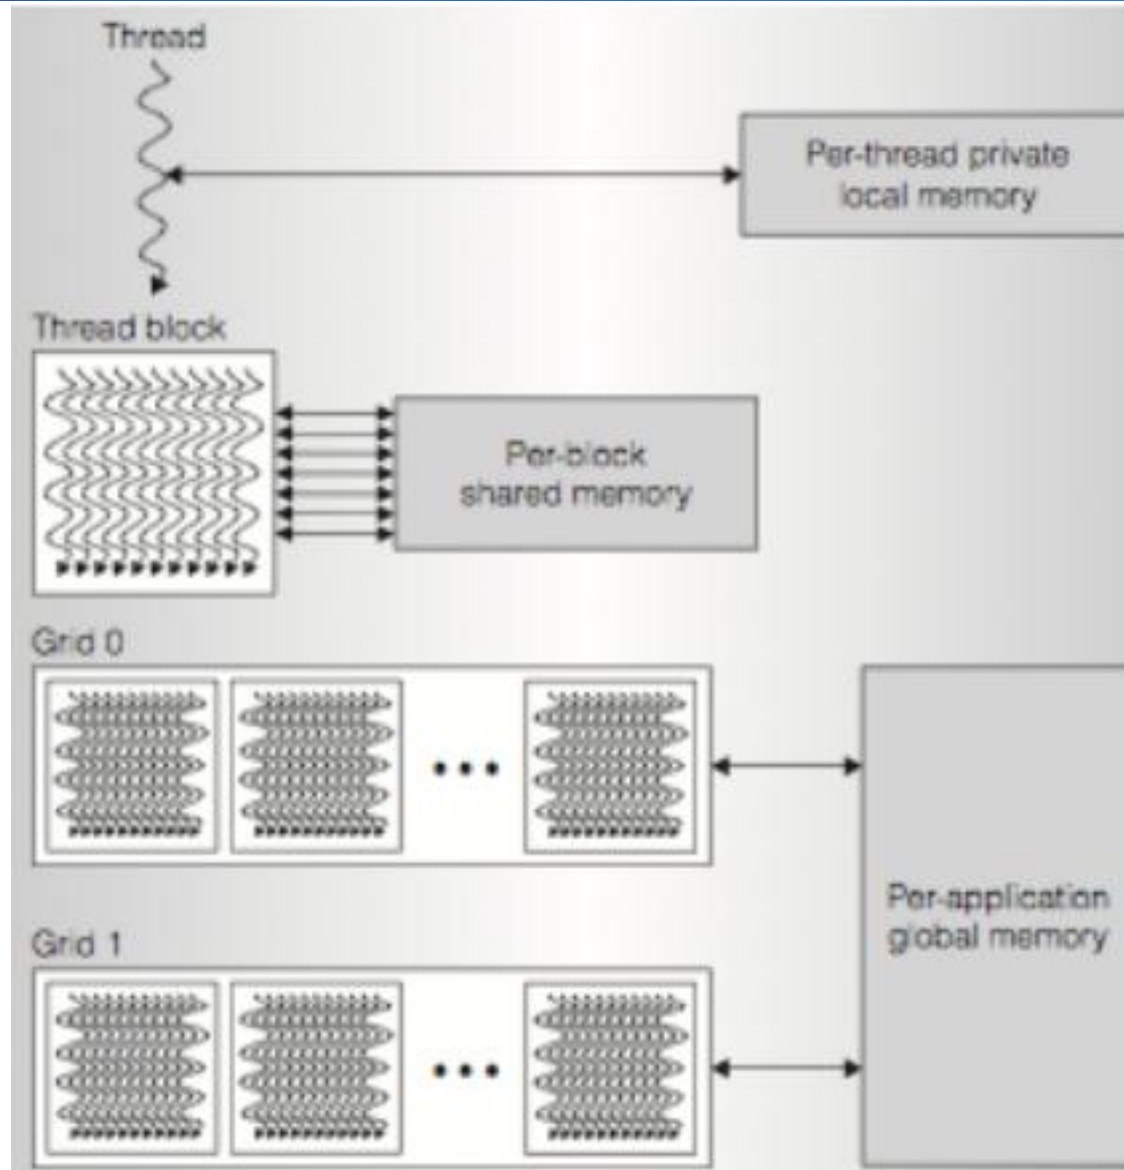 Thread
Per-thread private
local memory
Thread block
Per-block
shared memory
Grid 0
Per-application
global memory
Grid 1